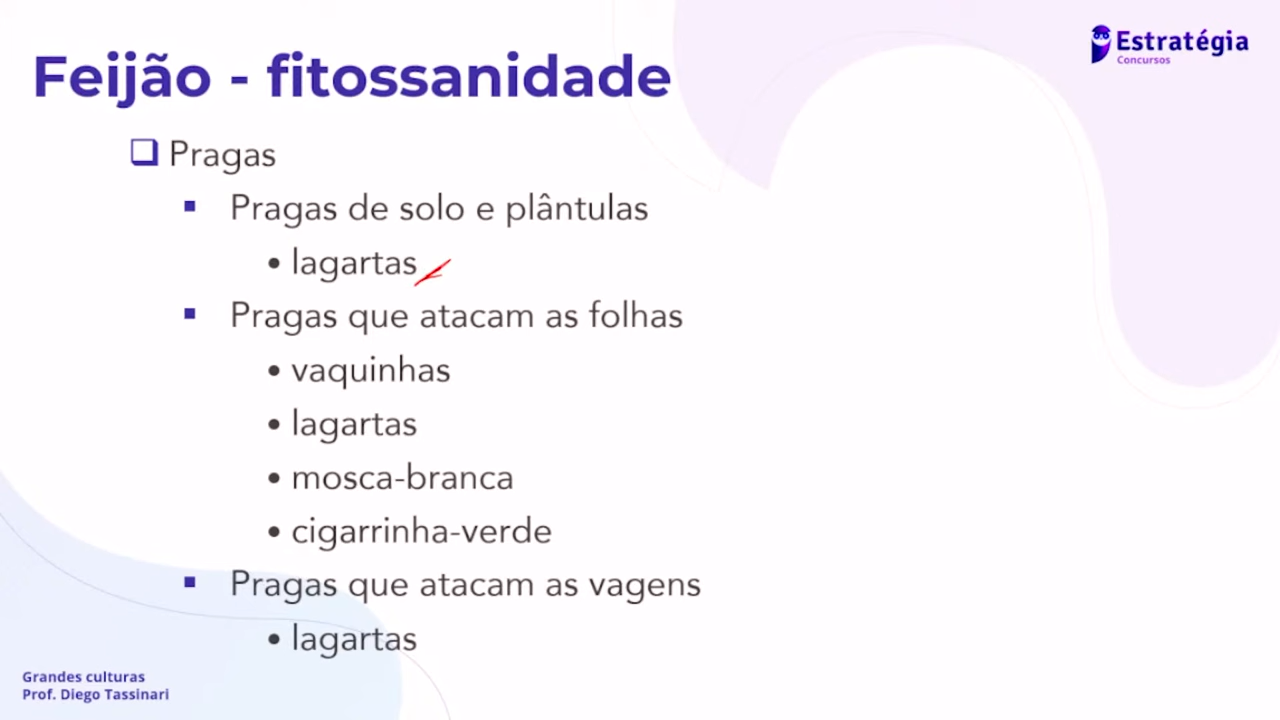 Estratégia
Concursos
Feijão - fitossanidade
Pragas
Pragas de solo e plântulas
lagartas
Pragas que atacam as folhas
vaquinhas
lagartas
mosca-branca
cigarrinha-verde
Pragas que atacam as vagens
lagartas
Grandes culturas
Prof. Diego Tassinari